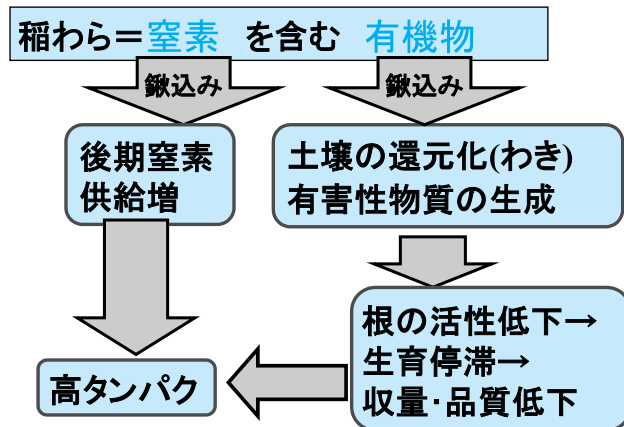 稲わら＝窒素 を含む 有機物
鍬込み
鍬込み
後期窒素
供給増
土壌の還元化(わき)
有害性物質の生成
根の活性低下→
生育停滞→
収量・品質低下
高タンパク